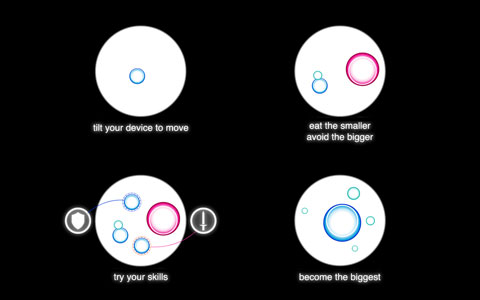 tilt your device to move
eat the smaller
avoid the bigger
try your skills
become the biggest